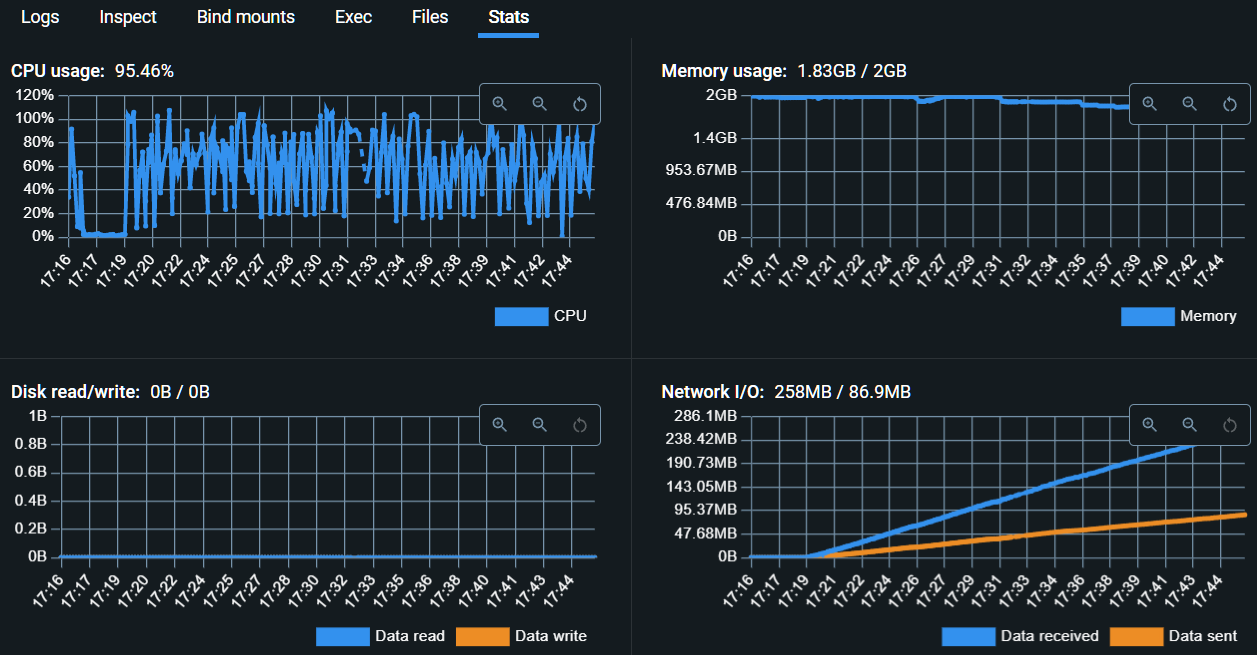 Logs Inspect Bind mounts Exec Files Stats
CPU usage: 95.46%
120%
100%
80%
60%
40%
20%
0%
17:16 17:17 17:19 17:20 17:22 17:24 17:25 17:27 17:28 17:30 17:31 17:33 17:34 17:36 17:38 17:39 17:41 17:42 17:44
CPU
Memory usage: 1.83GB / 2GB
2GB
1.4GB
953.67MB
476.84MB
0B
17:16 17:17 17:19 17:21 17:22 17:24 17:26 17:27 17:29 17:31 17:32 17:34 17:35 17:37 17:39 17:40 17:42 17:44
Memory
Disk read/write: 0B / 0B
1B
0.8B
0.6B
0.4B
0.2B
0B
17:16 17:17 17:19 17:20 17:22 17:24 17:25 17:27 17:28 17:30 17:32 17:33 17:35 17:36 17:38 17:40 17:41 17:43 17:44
Data read Data write
Network I/O: 258MB / 86.9MB
286.1MB
238.42MB
190.73MB
143.05MB
95.37MB
47.68MB
0B
17:16 17:17 17:19 17:21 17:22 17:24 17:26 17:27 17:29 17:31 17:33 17:34 17:36 17:38 17:39 17:41 17:43 17:44
Data received Data sent